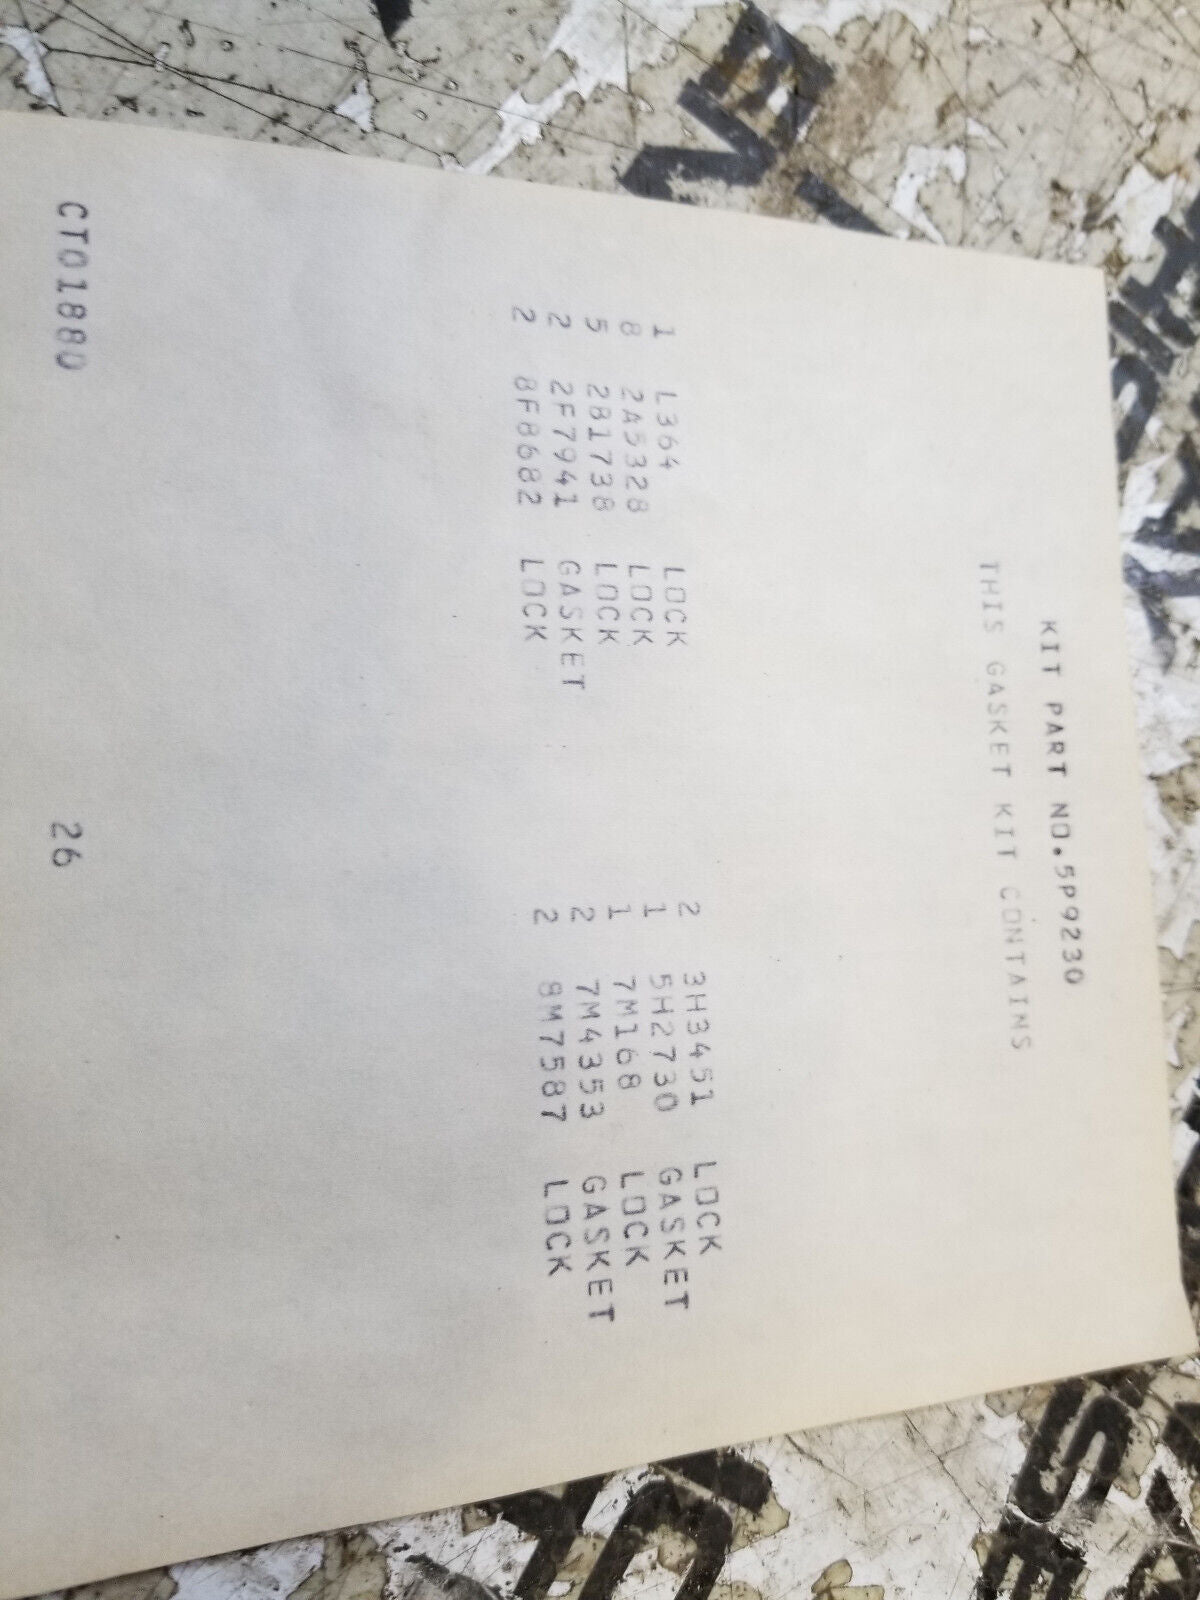 KIT PART NO.5P9230
THIS GASKET KIT CONTAINS
1 L364 LOCK 2 3H3451 LOCK
8 2A5328 LOCK 1 5H2730 GASKET
5 2B1738 LOCK 1 7M168 LOCK
2 2F7941 GASKET 2 7M4353 GASKET
2 8F8682 LOCK 2 8M7587 LOCK
CT01880 26